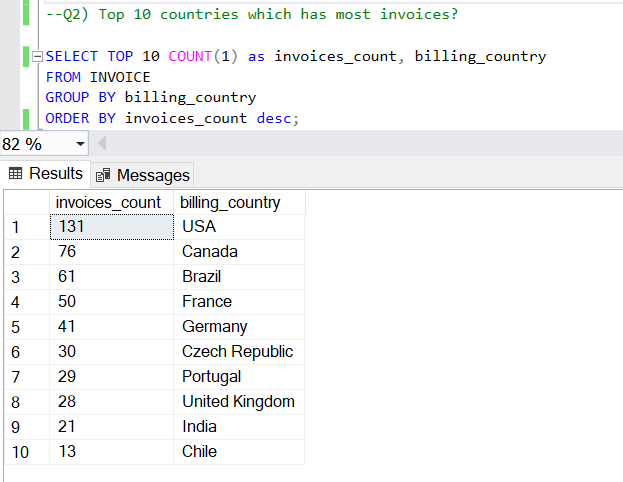 --Q2) Top 10 countries which has most invoices?
SELECT TOP 10 COUNT(1) as invoices_count, billing_country
FROM INVOICE
GROUP BY billing_country
ORDER BY invoices_count desc;
82 %
Results Messages
invoices_count billing_country
1 131 USA
2 76 Canada
3 61 Brazil
4 50 France
5 41 Germany
6 30 Czech Republic
7 29 Portugal
8 28 United Kingdom
9 21 India
10 13 Chile